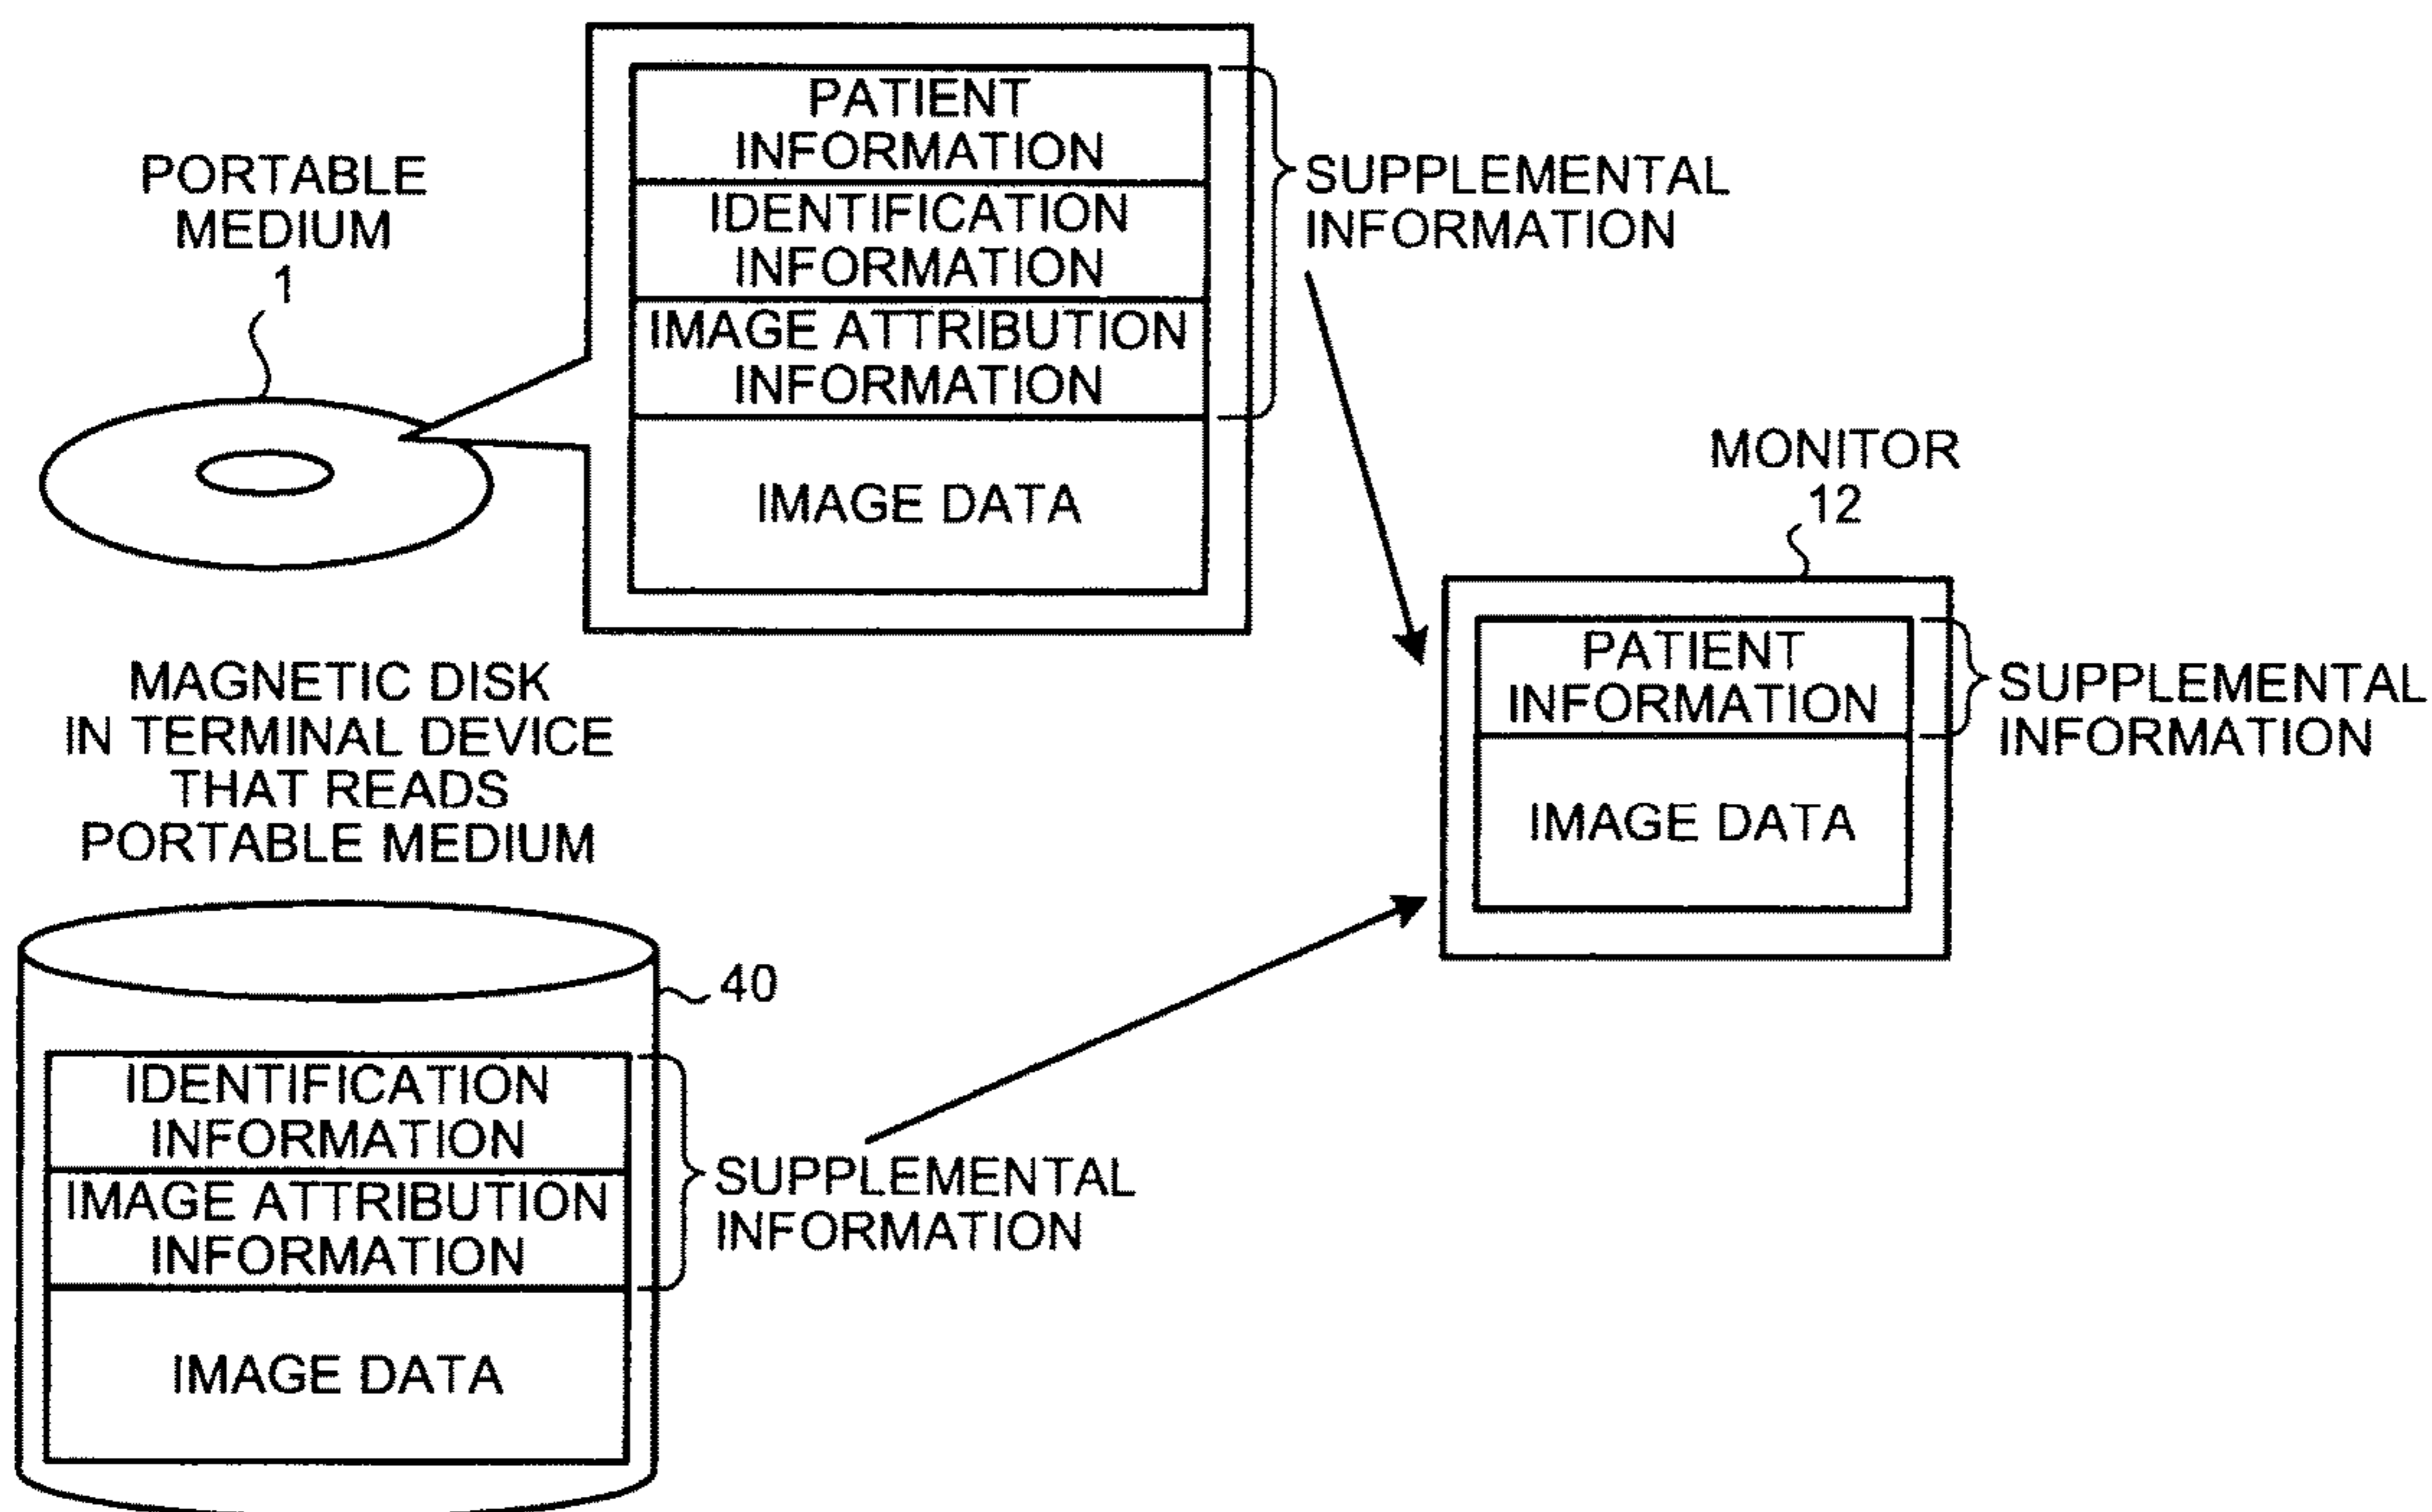 PORTABLE
MEDIUM
1
PATIENT
INFORMATION
IDENTIFICATION
INFORMATION
IMAGE ATTRIBUTION
INFORMATION
IMAGE DATA
SUPPLEMENTAL
INFORMATION
MONITOR
12
PATIENT
INFORMATION
IMAGE DATA
SUPPLEMENTAL
INFORMATION
MAGNETIC DISK
IN TERMINAL DEVICE
THAT READS
PORTABLE MEDIUM
40
IDENTIFICATION
INFORMATION
IMAGE ATTRIBUTION
INFORMATION
IMAGE DATA
SUPPLEMENTAL
INFORMATION